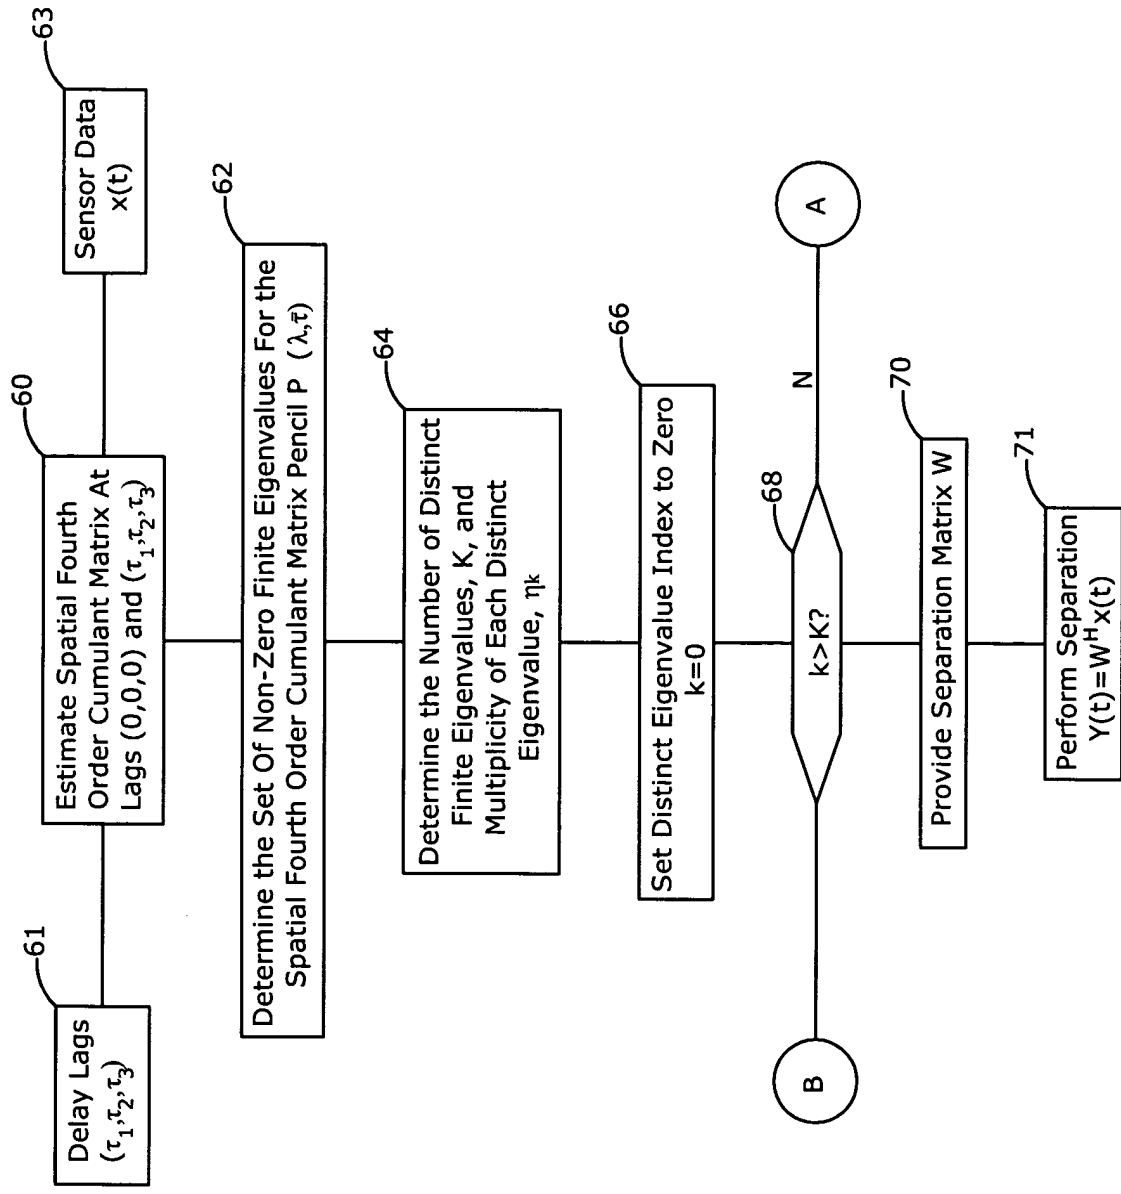 61
Delay Lags
(τ₁,τ₂,τ₃)
60
Estimate Spatial Fourth
Order Cumulant Matrix At
Lags (0,0,0) and (τ₁,τ₂,τ₃)
63
Sensor Data
x(t)
62
Determine the Set Of Non-Zero Finite Eigenvalues For the
Spatial Fourth Order Cumulant Matrix Pencil P (λ,τ̄)
64
Determine the Number of Distinct
Finite Eigenvalues, K, and
Multiplicity of Each Distinct
Eigenvalue, ηk
66
Set Distinct Eigenvalue Index to Zero
k=0
B
68
k>K?
N
A
70
Provide Separation Matrix W
71
Perform Separation
Y(t)=Wᴴx(t)